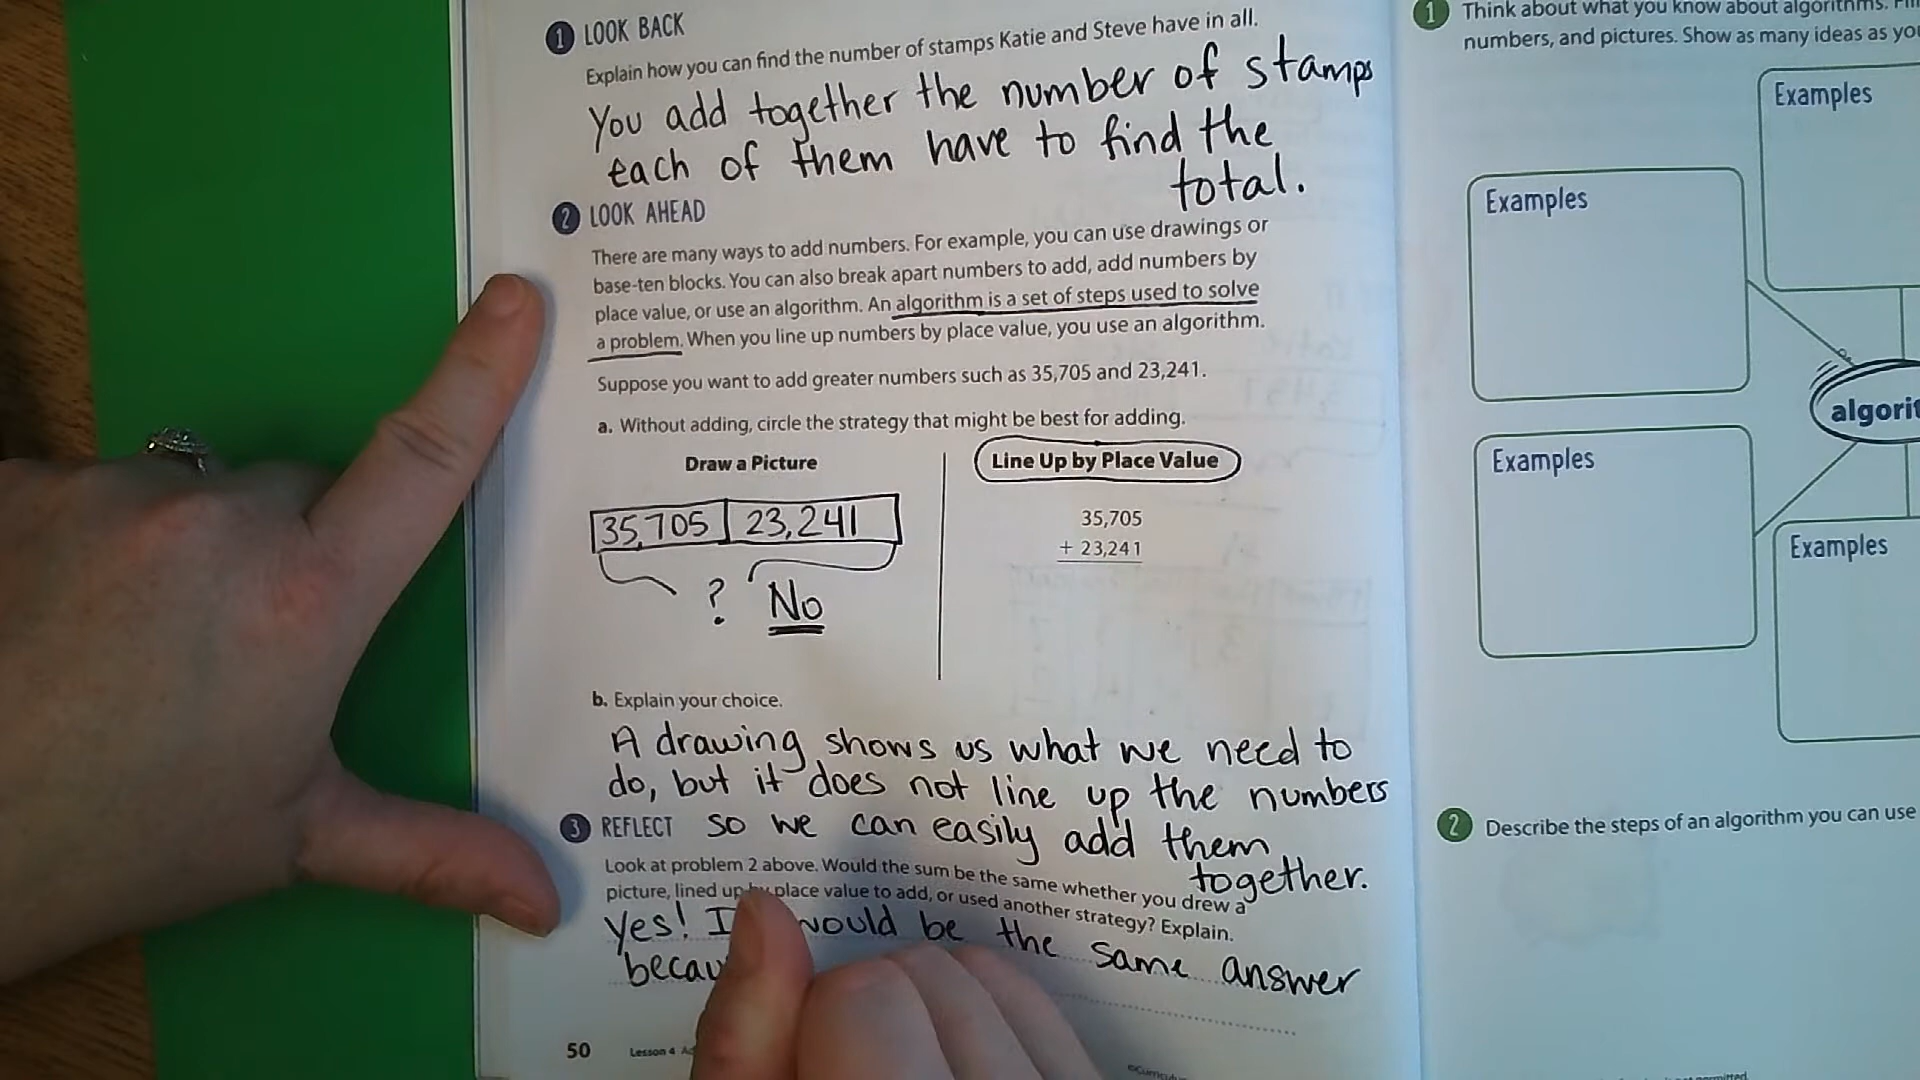 1 LOOK BACK
Explain how you can find the number of stamps Katie and Steve have in all.
You add together the number of stamps
each of them have to find the
total.
2 LOOK AHEAD
There are many ways to add numbers. For example, you can use drawings or
base-ten blocks. You can also break apart numbers to add, add numbers by
place value, or use an algorithm. An algorithm is a set of steps used to solve
a problem. When you line up numbers by place value, you use an algorithm.
Suppose you want to add greater numbers such as 35,705 and 23,241.
a. Without adding, circle the strategy that might be best for adding.
Draw a Picture
35,705 23,241
? No
Line Up by Place Value
35,705
+ 23,241
b. Explain your choice.
A drawing shows us what we need to
do, but it does not line up the numbers
so we can easily add them
together.
3 REFLECT
Look at problem 2 above. Would the sum be the same whether you drew a
picture, lined up by place value to add, or used another strategy? Explain.
Yes! I would be the same answer
becau
50 Lesson 4
1 Think about what you know about algorithms.
numbers, and pictures. Show as many ideas as you
Examples
Examples
algorit
Examples
Examples
2 Describe the steps of an algorithm you can use